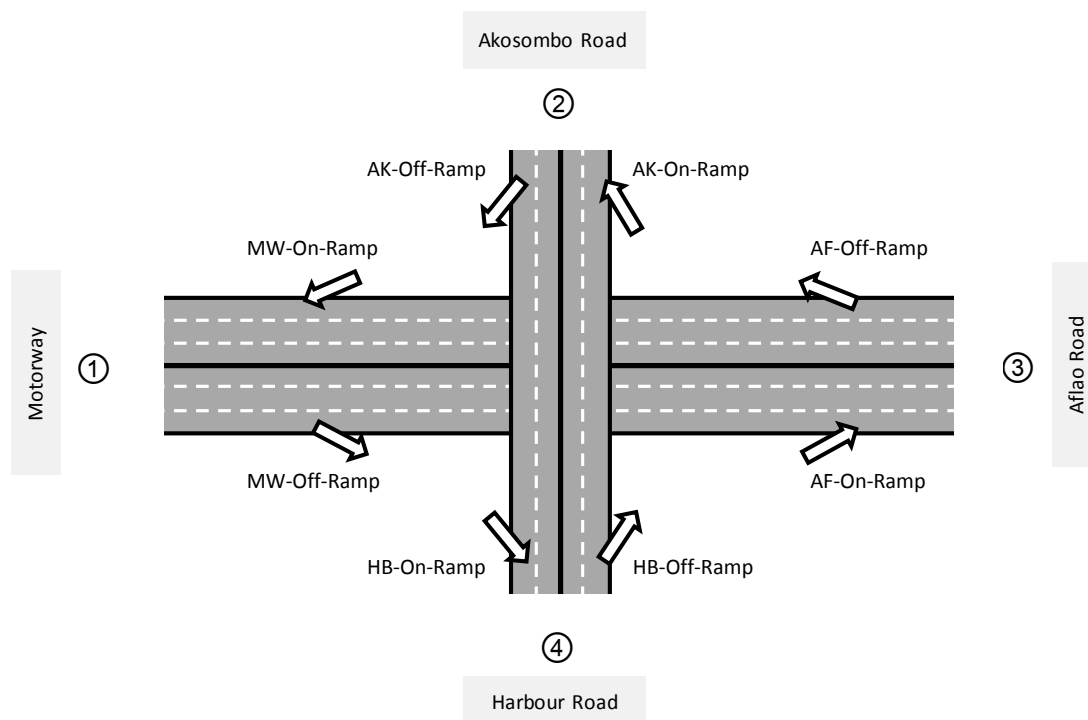 Akosombo Road
②
AK-Off-Ramp
AK-On-Ramp
MW-On-Ramp
AF-Off-Ramp
Motorway
①
③
Aflao Road
MW-Off-Ramp
AF-On-Ramp
HB-On-Ramp
HB-Off-Ramp
④
Harbour Road